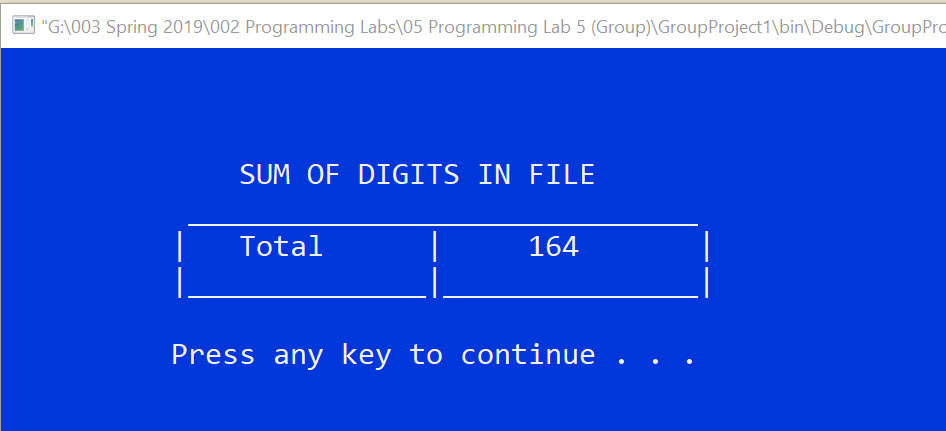 "G:\003 Spring 2019\002 Programming Labs\05 Programming Lab 5 (Group)\GroupProject1\bin\Debug\GroupPro
SUM OF DIGITS IN FILE
Total 164
Press any key to continue . . .